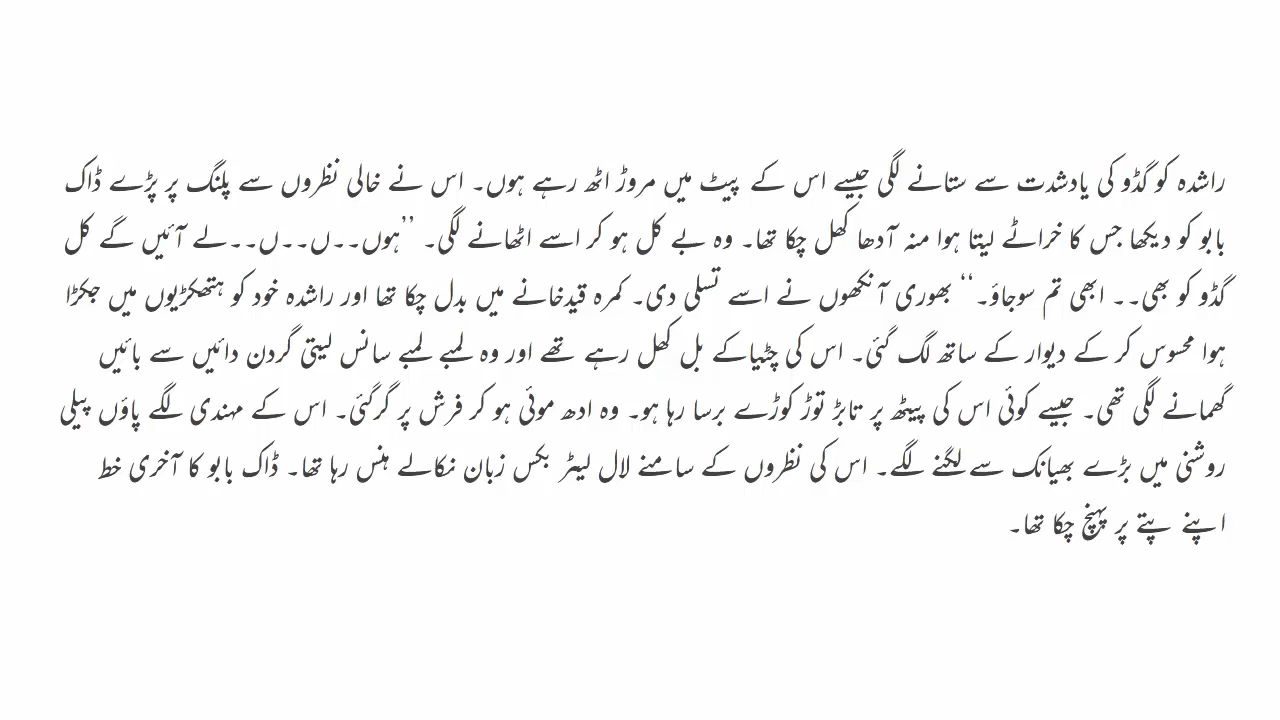 راشدہ کو گڈو کی یادشدت سے ستانے لگی جیسے اس کے پیٹ میں مروڑ اٹھ رہے ہوں۔ اس نے خالی نظروں سے پلنگ پر پڑے ڈاک
بابو کو دیکھا جس کا خراٹے لیتا ہوا منہ آدھا کھل چکا تھا۔ وہ بے کل ہو کر اسے اٹھانے لگی۔ ’’ہوں۔۔ں۔۔ں۔۔لے آئیں گے کل
گڈو کو بھی۔۔ ابھی تم سوجاؤ۔‘‘ بھوری آنکھوں نے اسے تسلی دی۔ کمرہ قیدخانے میں بدل چکا تھا اور راشدہ خود کو ہتھکڑیوں میں جکڑا
ہوا محسوس کر کے دیوار کے ساتھ لگ گئی۔ اس کی چٹیاکے بل کھل رہے تھے اور وہ لمبے لمبے سانس لیتی گردن دائیں سے بائیں
گھمانے لگی تھی۔ جیسے کوئی اس کی پیٹھ پر تابڑ توڑ کوڑے برسا رہا ہو۔ وہ ادھ موئی ہو کر فرش پر گرگئی۔ اس کے مہندی لگے پاؤں پیلی
روشنی میں بڑے بھیانک سے لگنے لگے۔ اس کی نظروں کے سامنے لال لیٹر بکس زبان نکالے ہنس رہا تھا۔ ڈاک بابو کا آخری خط
اپنے پتے پر پہنچ چکا تھا۔